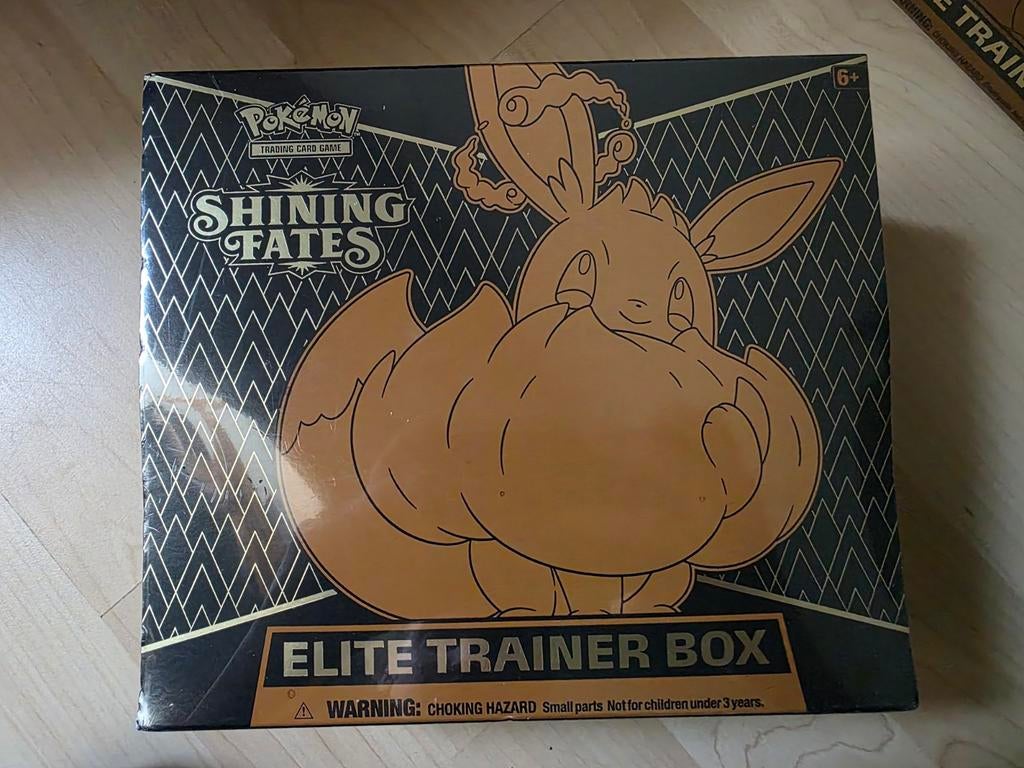 6+
E TRAIN
Pokémon
TRADING CARD GAME
SHINING
FATES
ELITE TRAINER BOX
WARNING: CHOKING HAZARD Small parts Not for children under 3 years.